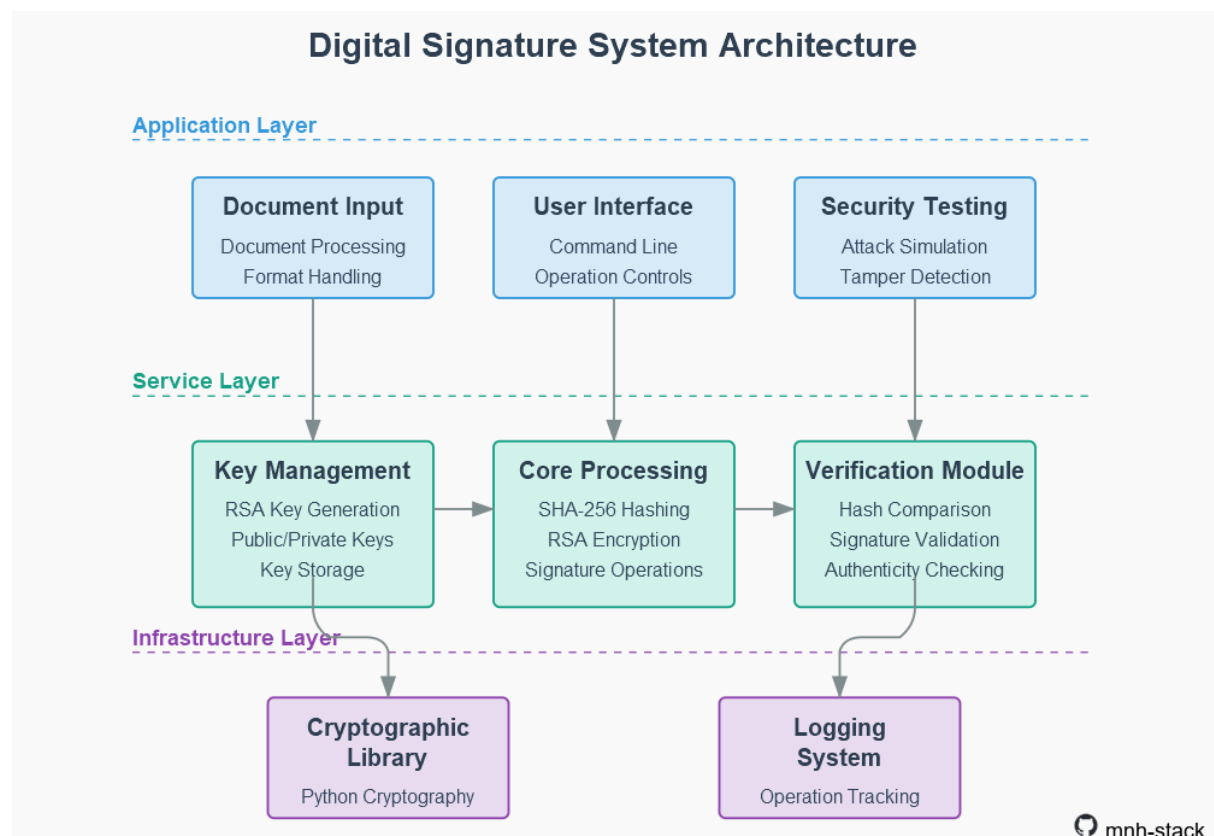 Digital Signature System Architecture
Application Layer
Document Input
Document Processing
Format Handling
User Interface
Command Line
Operation Controls
Security Testing
Attack Simulation
Tamper Detection
Service Layer
Key Management
RSA Key Generation
Public/Private Keys
Key Storage
Core Processing
SHA-256 Hashing
RSA Encryption
Signature Operations
Verification Module
Hash Comparison
Signature Validation
Authenticity Checking
Infrastructure Layer
Cryptographic
Library
Python Cryptography
Logging
System
Operation Tracking
mnh-stack